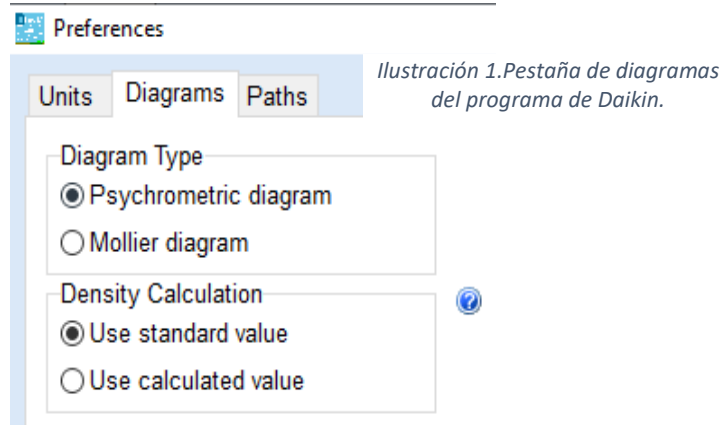 Preferences
Ilustración 1.Pestaña de diagramas
del programa de Daikin.
Units Diagrams Paths
Diagram Type
Psychrometric diagram
Mollier diagram
Density Calculation
Use standard value
Use calculated value